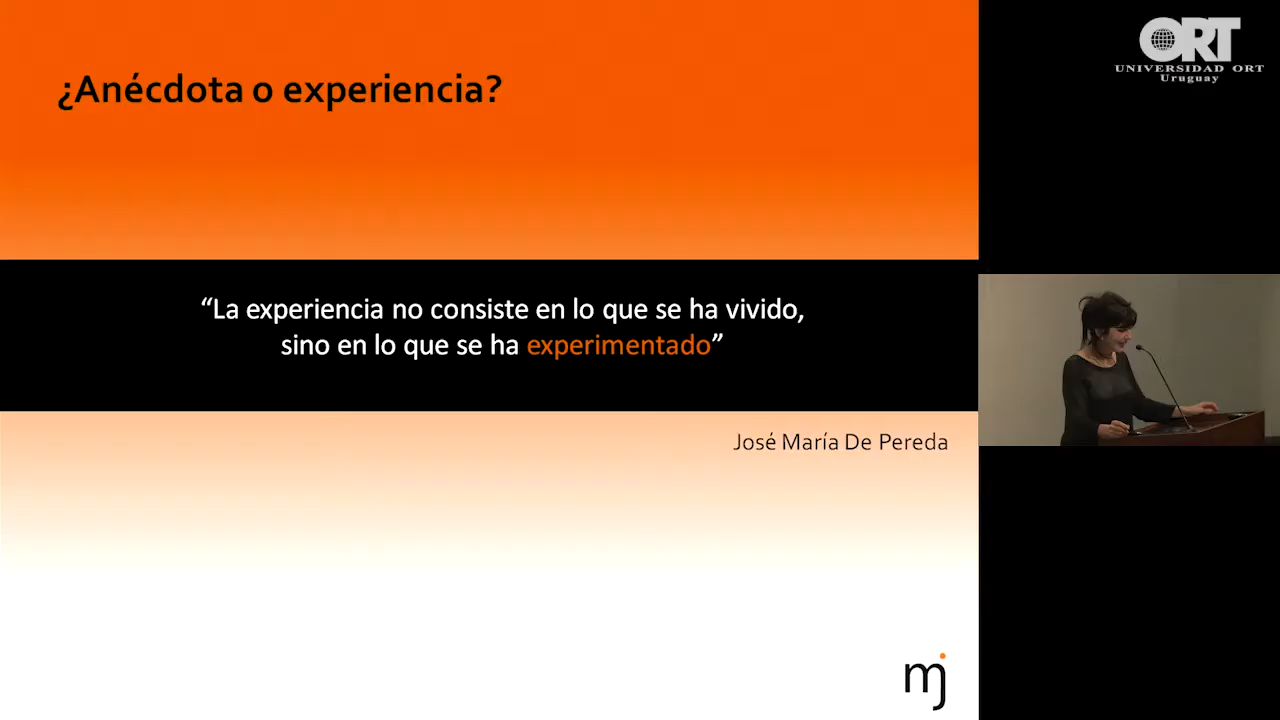 ¿Anécdota o experiencia?
“La experiencia no consiste en lo que se ha vivido,
sino en lo que se ha experimentado”
José María De Pereda
mj
ORT
UNIVERSIDAD ORT
Uruguay